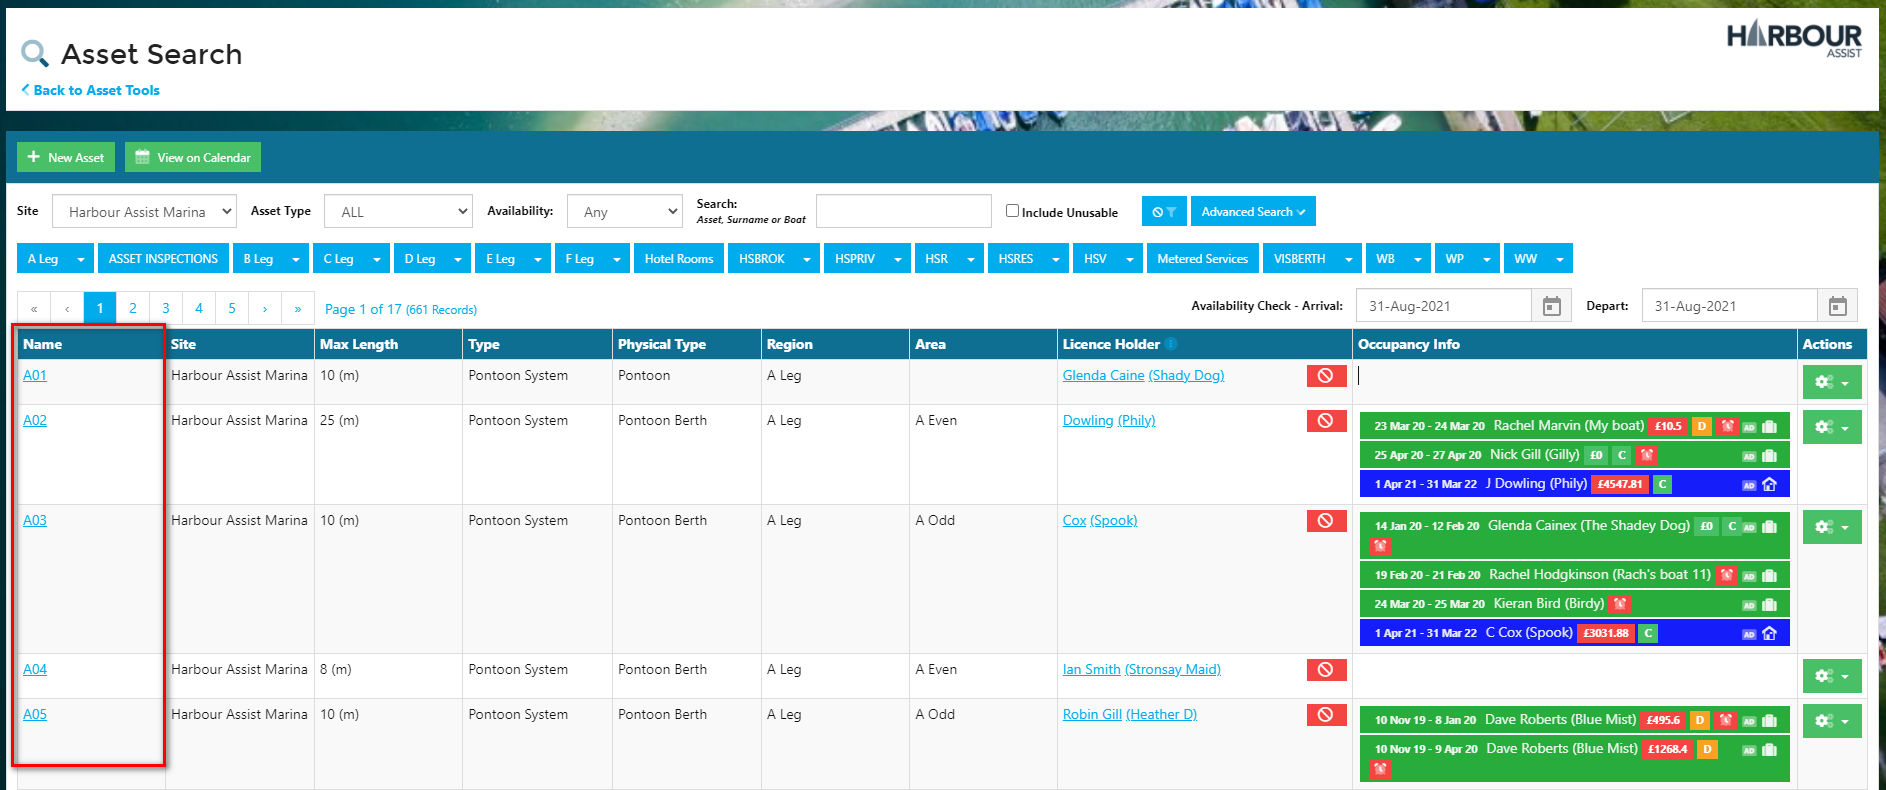 Asset Search
HARBOUR
ASSIST
Back to Asset Tools
New Asset
View on Calendar
Site
Harbour Assist Marina
Asset Type
ALL
Availability:
Any
Search:
Asset, Surname or Boat
Include Unusable
Advanced Search
A Leg
ASSET INSPECTIONS
B Leg
C Leg
D Leg
E Leg
F Leg
Hotel Rooms
HSBROK
HSPRIV
HSR
HSRES
HSV
Metered Services
VISBERTH
WB
WP
WW
« ‹ 1 2 3 4 5 › »
Page 1 of 17 (661 Records)
Availability Check - Arrival:
31-Aug-2021
Depart:
31-Aug-2021
Name Site Max Length Type Physical Type Region Area Licence Holder Occupancy Info Actions
A01 Harbour Assist Marina 10 (m) Pontoon System Pontoon A Leg Glenda Caine (Shady Dog)
A02 Harbour Assist Marina 25 (m) Pontoon System Pontoon Berth A Leg A Even Dowling (Phily)
23 Mar 20 - 24 Mar 20 Rachel Marvin (My boat) £10.5 D AD
25 Apr 20 - 27 Apr 20 Nick Gill (Gilly) £0 C AD
1 Apr 21 - 31 Mar 22 J Dowling (Phily) £4547.81 C AD
A03 Harbour Assist Marina 10 (m) Pontoon System Pontoon Berth A Leg A Odd Cox (Spook)
14 Jan 20 - 12 Feb 20 Glenda Cainex (The Shadey Dog) £0 C AD
19 Feb 20 - 21 Feb 20 Rachel Hodgkinson (Rach's boat 11) AD
24 Mar 20 - 25 Mar 20 Kieran Bird (Birdy) AD
1 Apr 21 - 31 Mar 22 C Cox (Spook) £3031.88 C AD
A04 Harbour Assist Marina 8 (m) Pontoon System Pontoon Berth A Leg A Even Ian Smith (Stronsay Maid)
A05 Harbour Assist Marina 10 (m) Pontoon System Pontoon Berth A Leg A Odd Robin Gill (Heather D)
10 Nov 19 - 8 Jan 20 Dave Roberts (Blue Mist) £495.6 D AD
10 Nov 19 - 9 Apr 20 Dave Roberts (Blue Mist) £1268.4 D AD